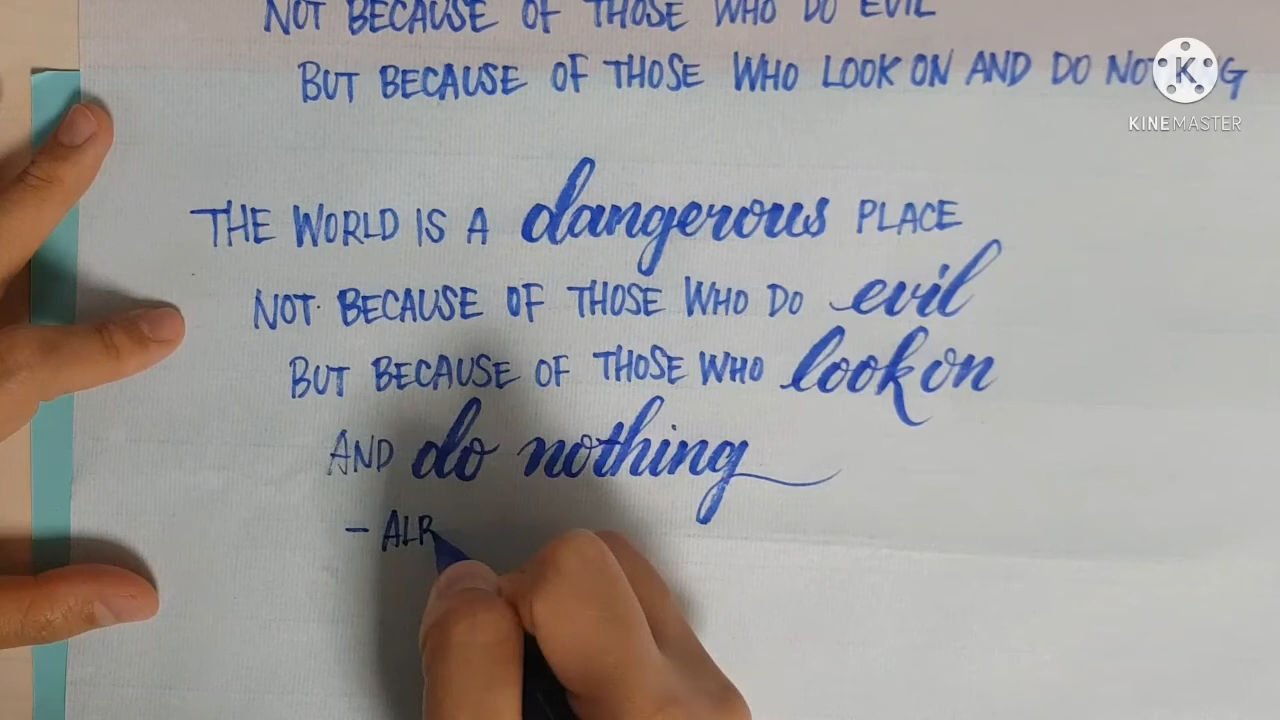 NOT BECAUSE OF THOSE WHO DO EVIL
BUT BECAUSE OF THOSE WHO LOOK ON AND DO NOTHING
KINEMASTER
THE WORLD IS A dangerous PLACE
NOT BECAUSE OF THOSE WHO DO evil
BUT BECAUSE OF THOSE WHO look on
AND do nothing
- ALB